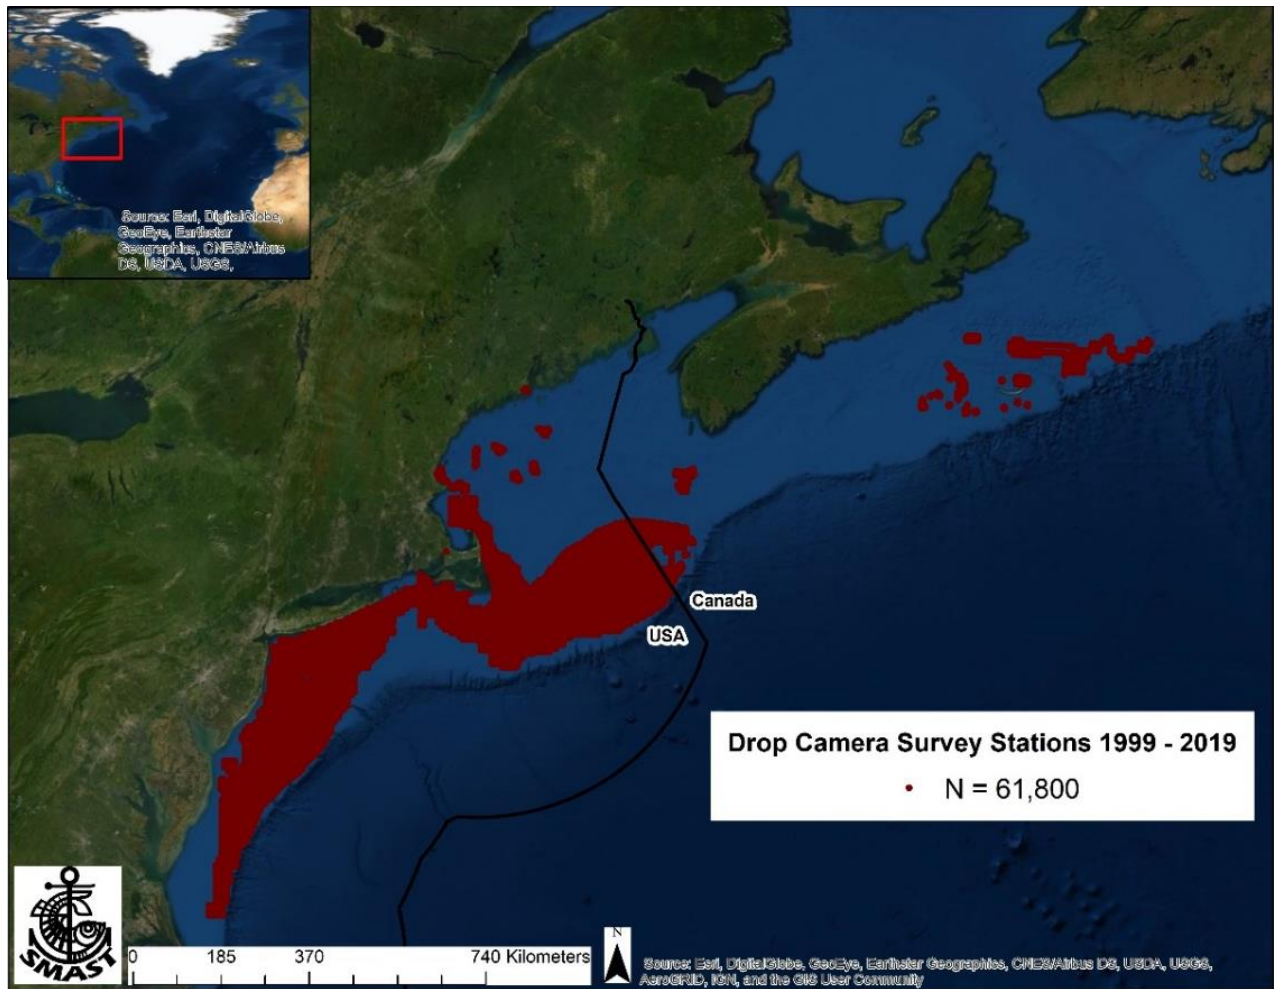 Source: Esri, DigitalGlobe,
GeoEye, Earthstar
Geographics, CNES/Airbus
DS, USDA, USGS,
Canada
USA
Drop Camera Survey Stations 1999 - 2019
N = 61,800
SMAST
0 185 370 740 Kilometers
N
Source: Esri, DigitalGlobe, GeoEye, Earthstar Geographics, CNES/Airbus DS, USDA, USGS,
AeroGRID, IGN, and the GIS User Community